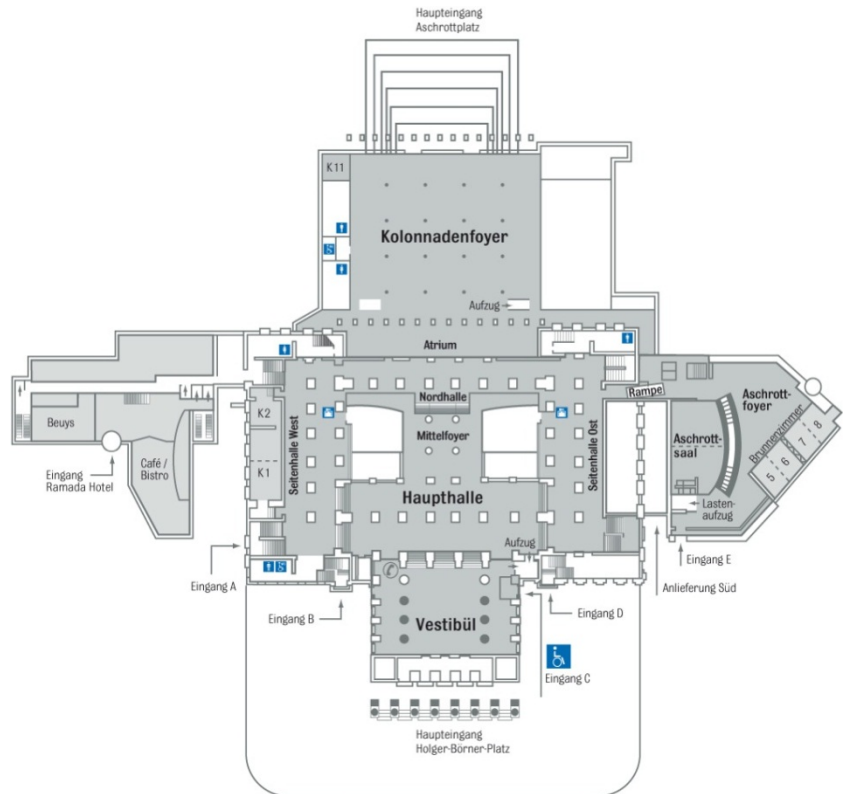 Haupteingang
Aschrottplatz
K11
Kolonnadenfoyer
S
Aufzug
Atrium
Nordhalle
Rampe
Aschrott-
foyer
Beuys
K2
Seitenhalle West
Mittelfoyer
Seitenhalle Ost
Aschrott-
saal
Brunnenzimmer
5
6
7
8
Café /
Bistro
K1
Eingang
Ramada Hotel
Haupthalle
Lasten-
aufzug
Aufzug
Eingang E
S
Eingang A
Anlieferung Süd
Eingang B
Vestibül
Eingang D
Eingang C
Haupteingang
Holger-Börner-Platz